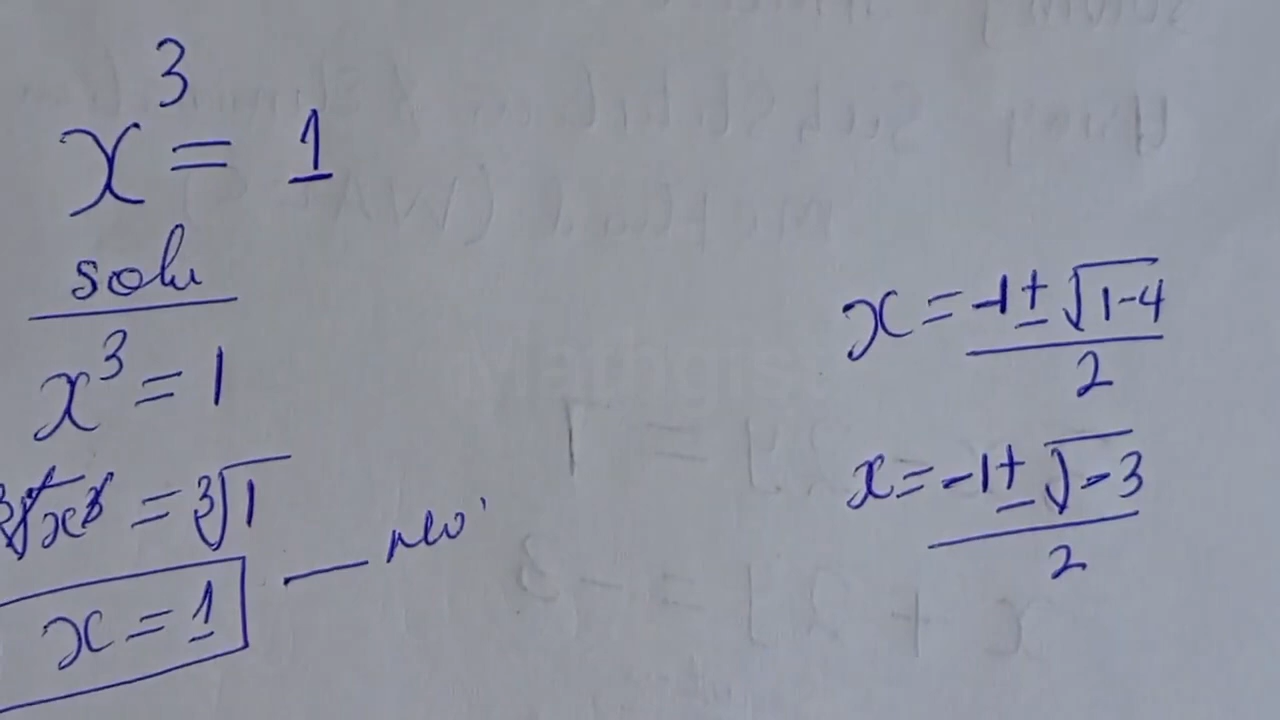 x³ = 1
soln
x³ = 1
∛x³ = ∛1
x = 1
x = -1±√1-4 / 2
x = -1±√-3 / 2